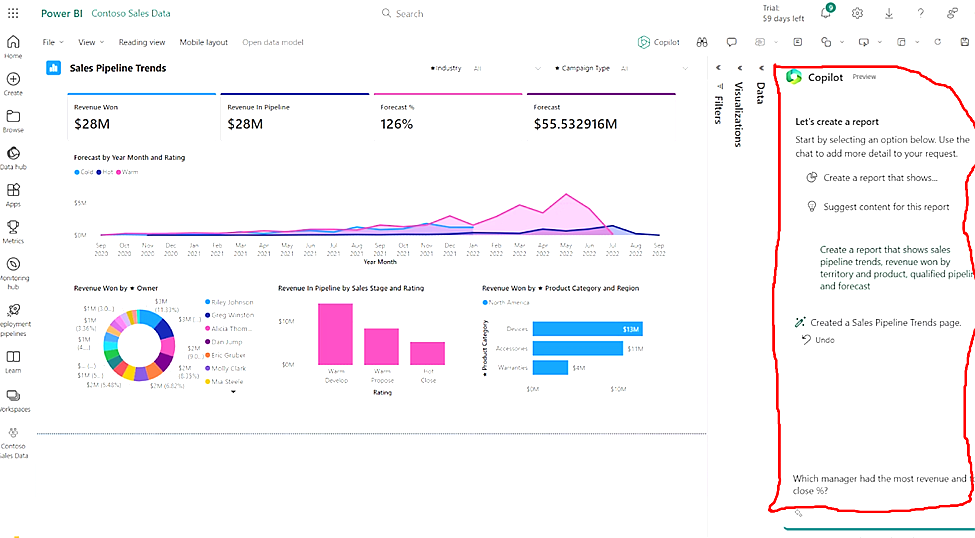 Power BI Contoso Sales Data
Search
Trial:
59 days left
9
File View Reading view Mobile layout Open data model
Copilot
Home
Create
Browse
Data hub
Apps
Metrics
Monitoring
hub
Deployment
pipelines
Learn
Workspaces
Contoso
Sales Data
Sales Pipeline Trends
Industry All
Campaign Type All
Revenue Won
$28M
Revenue In Pipeline
$28M
Forecast %
126%
Forecast
$55.532916M
Forecast by Year Month and Rating
Cold Hot Warm
$5M
$0M
Sep Oct Nov Dec Jan Feb Mar Apr May Jun Jul Aug Sep Oct Nov Dec Jan Feb Mar Apr May Jun Jul Aug Sep
2020 2020 2020 2020 2021 2021 2021 2021 2021 2021 2021 2021 2021 2021 2021 2021 2022 2022 2022 2022 2022 2022 2022 2022 2022
Year Month
Revenue Won by ★ Owner
$3M
(11.33%)
$3M (...)
$2M
(9.0...)
$2M
(8.35%)
$2M (6.82%)
$2M (5.48%)
$1M (5...)
$... (...)
$1M
(4...)
$1M
(3.36%)
$1M (3.0...)
Riley Johnson
Greg Winston
Alicia Thom...
Dan Jump
Eric Gruber
Molly Clark
Mia Steele
Revenue In Pipeline by Sales Stage and Rating
$10M
$0M
Warm Warm Hot
Develop Propose Close
Rating
Revenue Won by ★ Product Category and Region
North America
★ Product Category
Devices $13M
Accessories $11M
Warranties $4M
$0M $10M
Filters
Visualizations
Data
Copilot Preview
Let's create a report
Start by selecting an option below. Use the
chat to add more detail to your request.
Create a report that shows...
Suggest content for this report
Create a report that shows sales
pipeline trends, revenue won by
territory and product, qualified pipeli
and forecast
Created a Sales Pipeline Trends page.
Undo
Which manager had the most revenue and
close %?